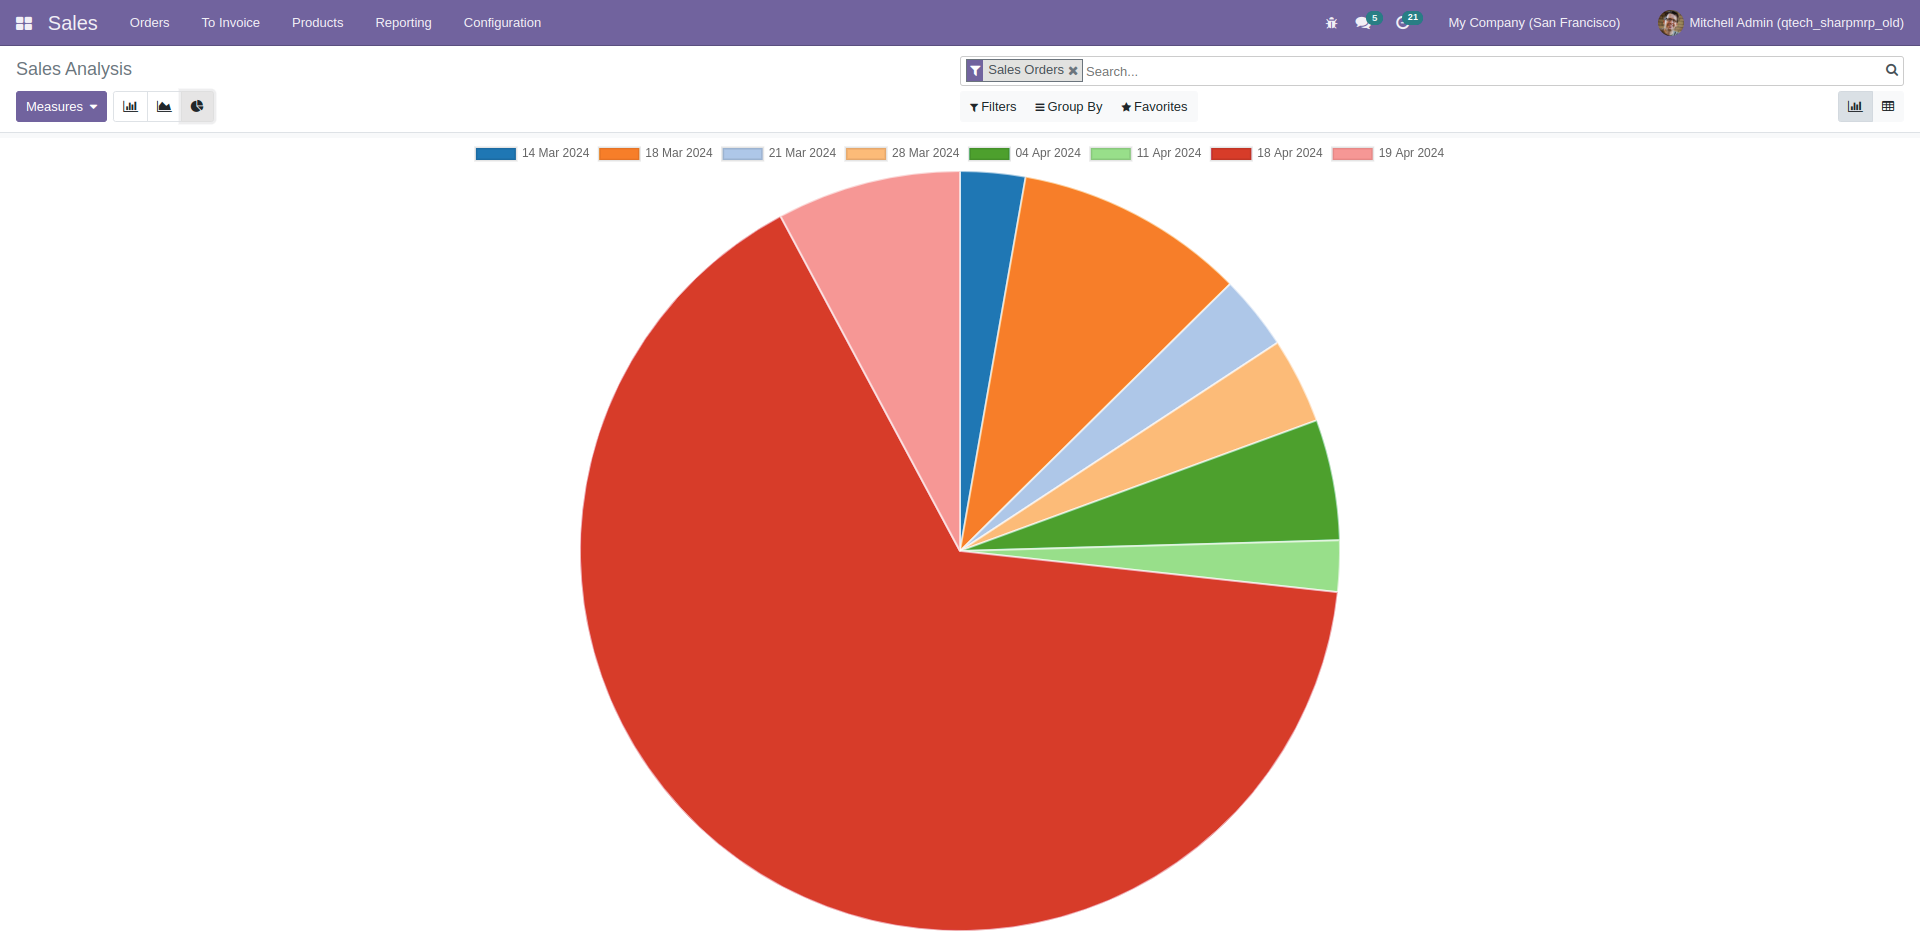 Sales Orders To Invoice Products Reporting Configuration 5 21 My Company (San Francisco) Mitchell Admin (qtech_sharpmrp_old)
Sales Analysis
Sales Orders Search...
Measures Filters Group By Favorites
14 Mar 2024 18 Mar 2024 21 Mar 2024 28 Mar 2024 04 Apr 2024 11 Apr 2024 18 Apr 2024 19 Apr 2024